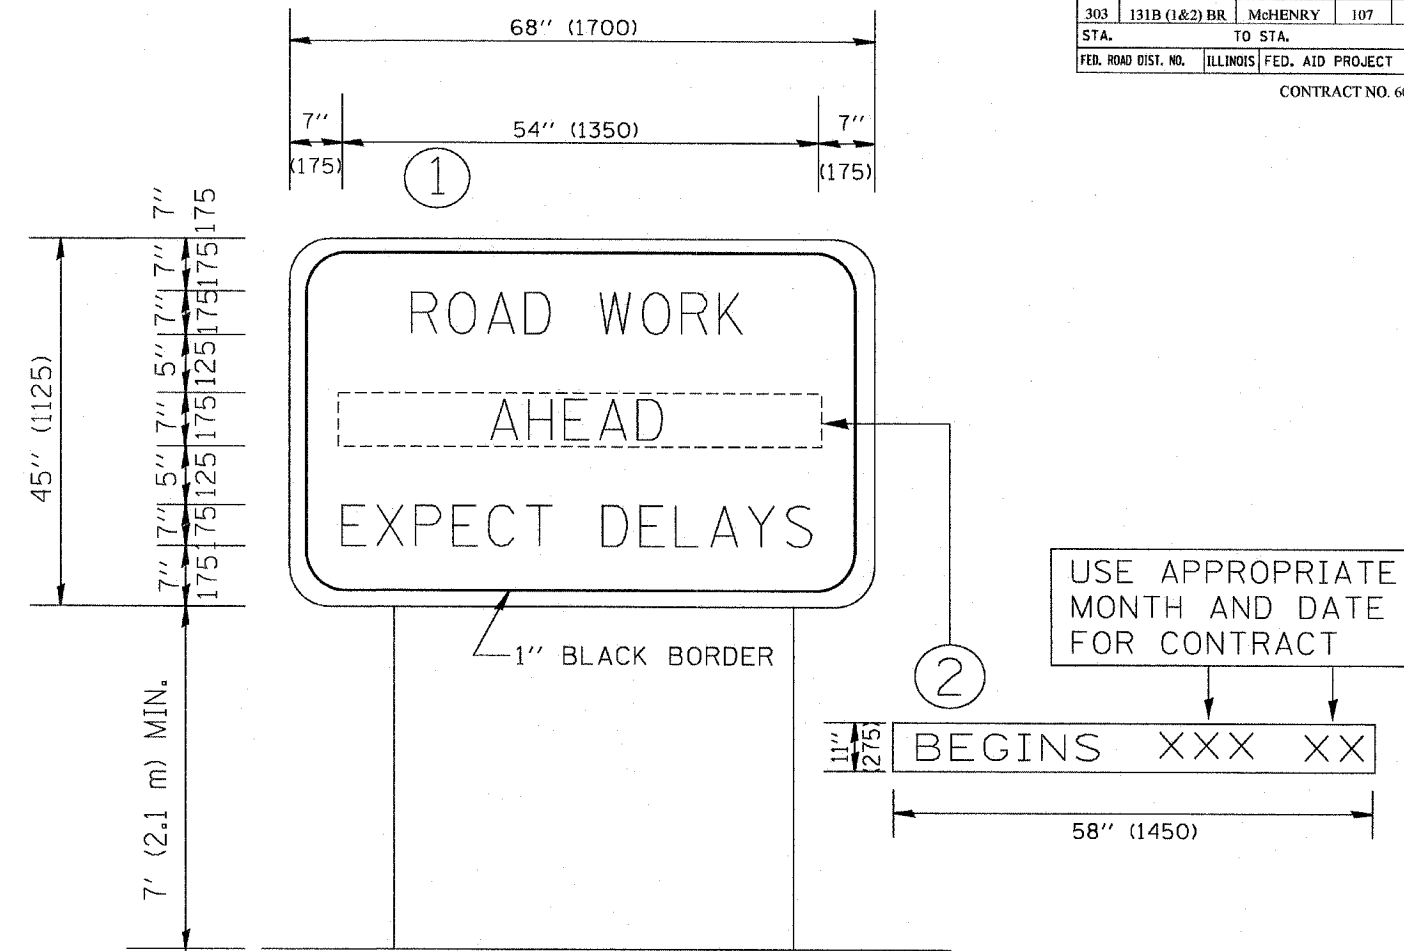 303 131B (1&2) BR McHENRY 107
STA. TO STA.
FED. ROAD DIST. NO. ILLINOIS FED. AID PROJECT
CONTRACT NO. 60
68" (1700)
7" 54" (1350) 7"
(175) (175)
1
7" 175
7" 175
7" 175
5" 125
7" 175
5" 125
7" 175
7" 175
45" (1125)
ROAD WORK
AHEAD
EXPECT DELAYS
1" BLACK BORDER
7' (2.1 m) MIN.
2
USE APPROPRIATE
MONTH AND DATE
FOR CONTRACT
11"
(275)
BEGINS XXX XX
58" (1450)